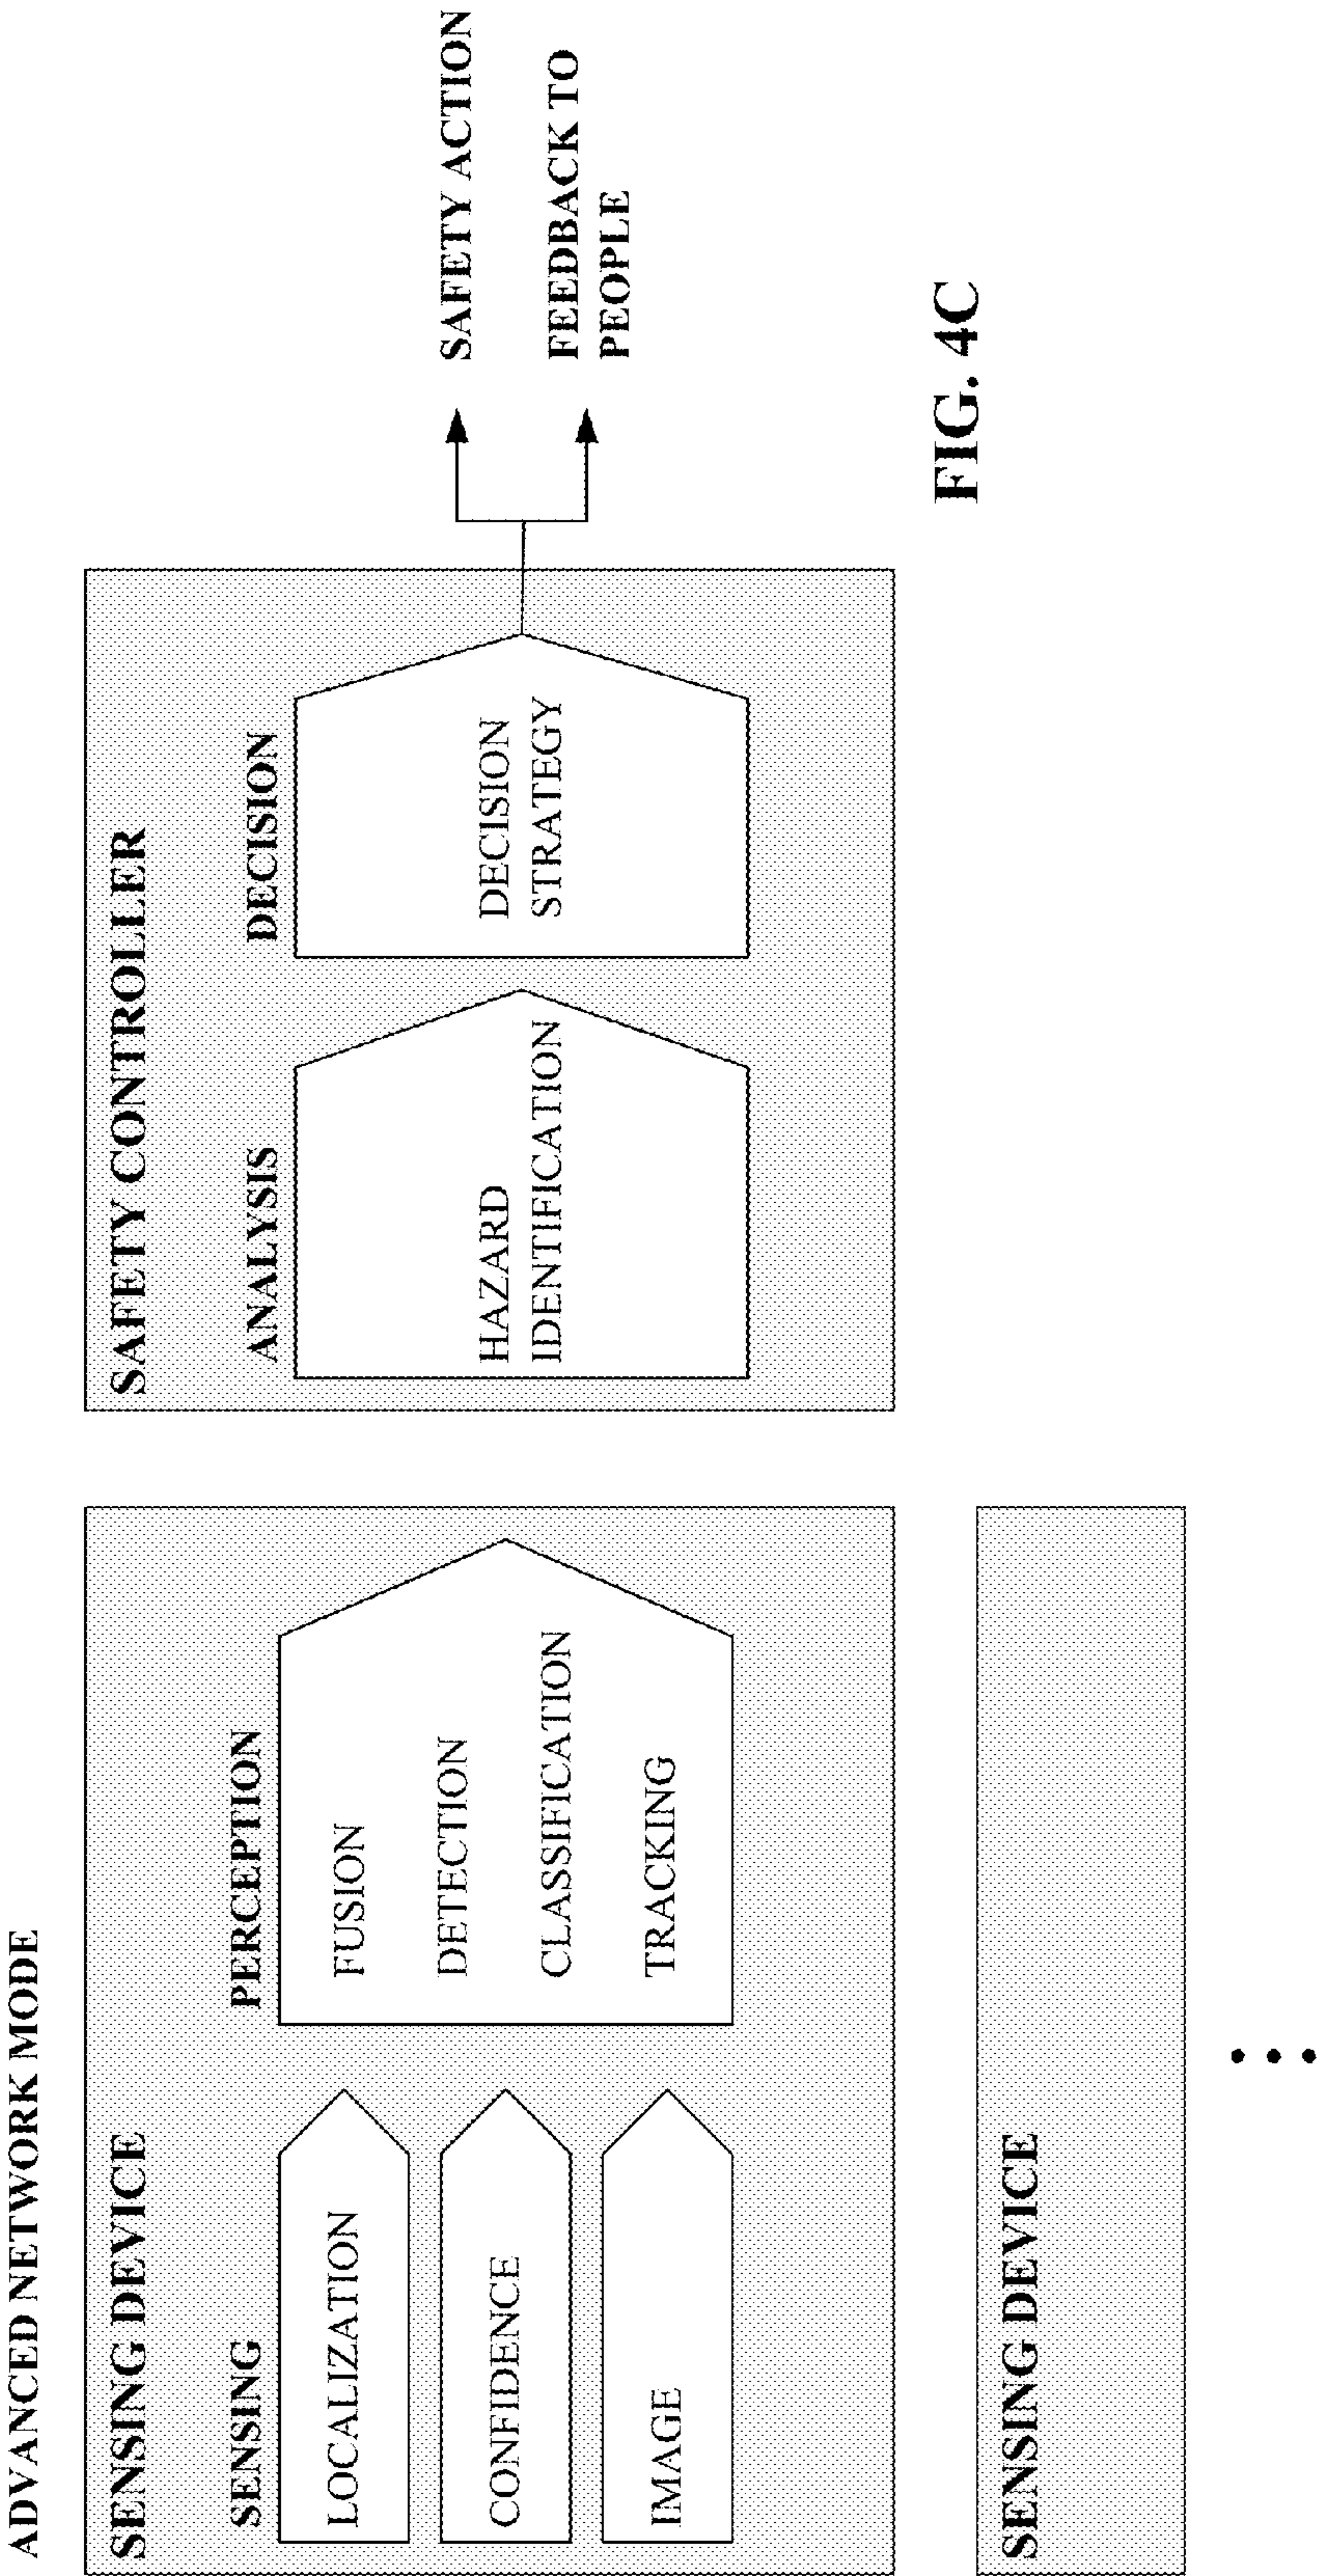 ADVANCED NETWORK MODE
SENSING DEVICE
SENSING
LOCALIZATION
CONFIDENCE
IMAGE
PERCEPTION
FUSION
DETECTION
CLASSIFICATION
TRACKING
SENSING DEVICE
SAFETY CONTROLLER
ANALYSIS
HAZARD
IDENTIFICATION
DECISION
DECISION
STRATEGY
SAFETY ACTION
FEEDBACK TO
PEOPLE
FIG. 4C